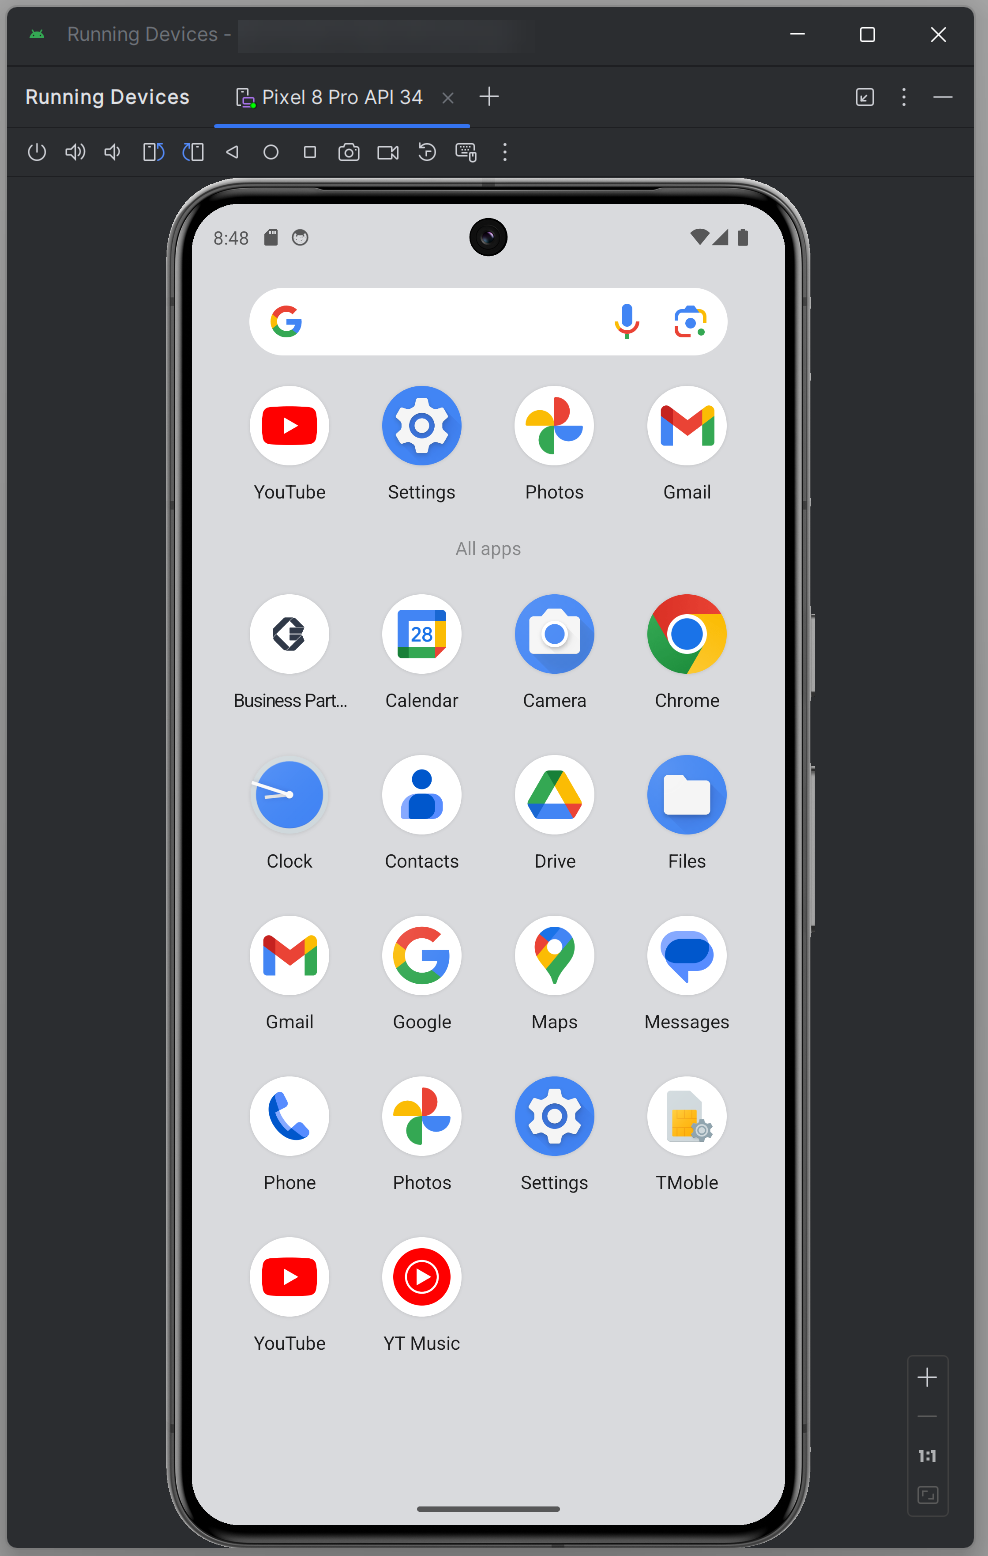 Running Devices -
Running Devices Pixel 8 Pro API 34
8:48
YouTube Settings Photos Gmail
All apps
28
Business Part... Calendar Camera Chrome
Clock Contacts Drive Files
Gmail Google Maps Messages
Phone Photos Settings TMoble
YouTube YT Music
1:1